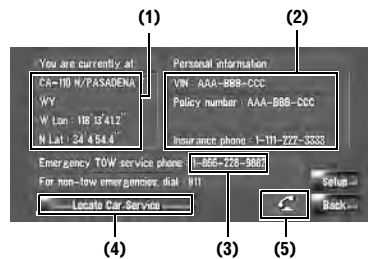 (1) (2)
You are currently at Personal information
CA-110 N/PASADENA VIN : AAA-BBB-CCC
WY Policy number : AAA-BBB-CCC
W Lon : 118°13'41.2"
N Lat : 34°4'54.4" Insurance phone : 1-111-222-3333
Emergency TOW service phone : 1-866-228-9882
For non-tow emergencies, dial : 911
Setup
Locate Car Service Back
(4) (3) (5)